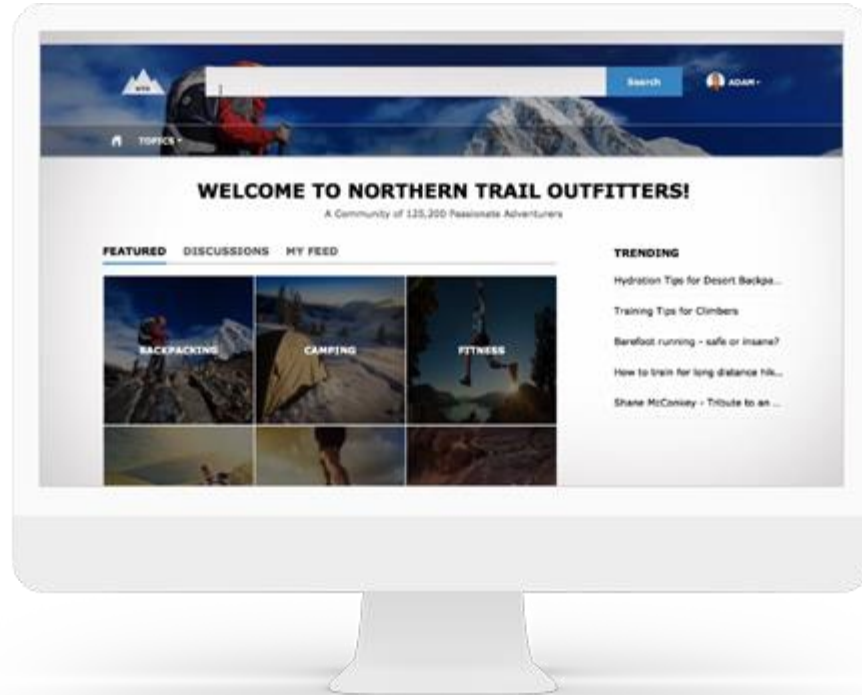 NTO
Search
ADAM
TOPICS
WELCOME TO NORTHERN TRAIL OUTFITTERS!
A Community of 125,200 Passionate Adventurers
FEATURED DISCUSSIONS MY FEED
BACKPACKING
CAMPING
FITNESS
TRENDING
Hydration Tips for Desert Backpa...
Training Tips for Climbers
Barefoot running - safe or insane?
How to train for long distance hik...
Shane McConkey - Tribute to an ...